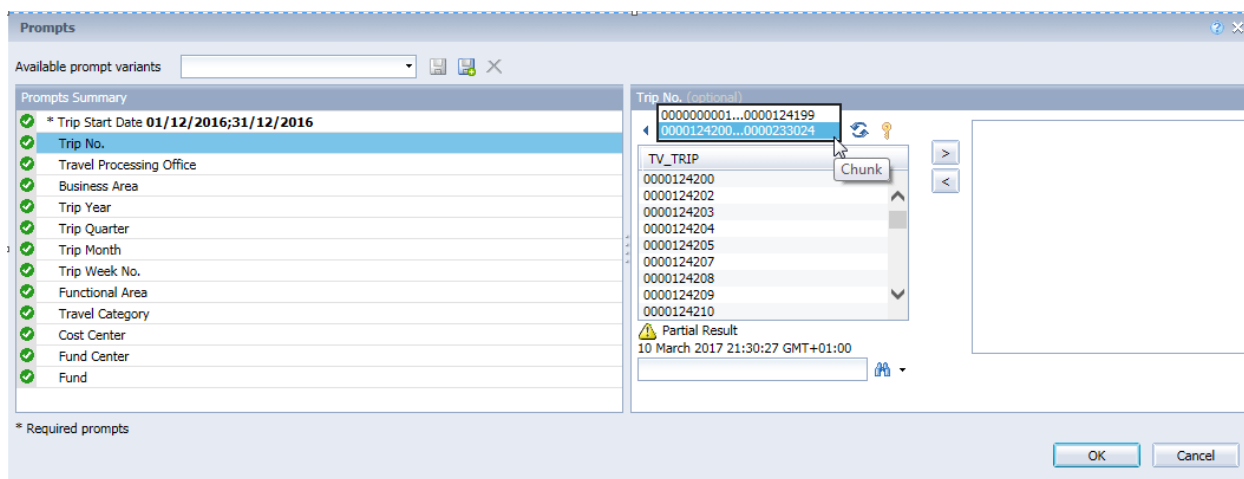 Prompts
Available prompt variants
Prompts Summary
* Trip Start Date 01/12/2016;31/12/2016
Trip No.
Travel Processing Office
Business Area
Trip Year
Trip Quarter
Trip Month
Trip Week No.
Functional Area
Travel Category
Cost Center
Fund Center
Fund
* Required prompts
Trip No. (optional)
0000000001...0000124199
0000124200...0000233024
TV_TRIP
Chunk
0000124200
0000124202
0000124203
0000124204
0000124205
0000124207
0000124208
0000124209
0000124210
Partial Result
10 March 2017 21:30:27 GMT+01:00
>
<
OK
Cancel